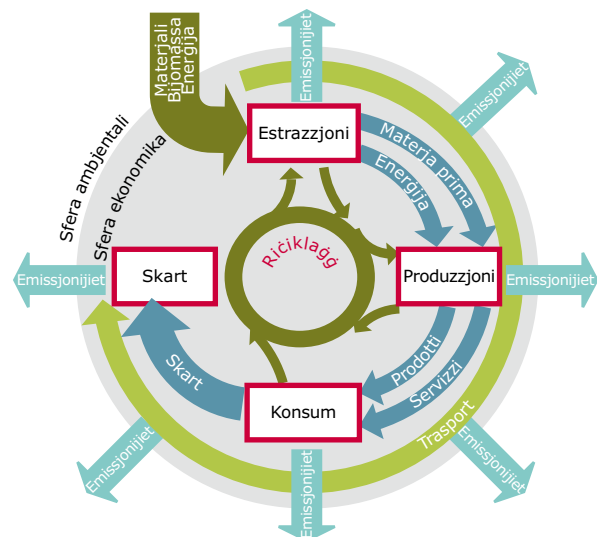 Materjali
Bijomassa
Enerġija
Emissjonijiet
Emissjonijiet
Sfera ambjentali
Sfera ekonomika
Estrazzjoni
Materia prima
Enerġija
Riċiklaġġ
Emissjonijiet
Skart
Produzzjoni
Emissjonijiet
Skart
Prodotti
Servizzi
Konsum
Trasport
Emissjonijiet
Emissjonijiet
Emissjonijiet